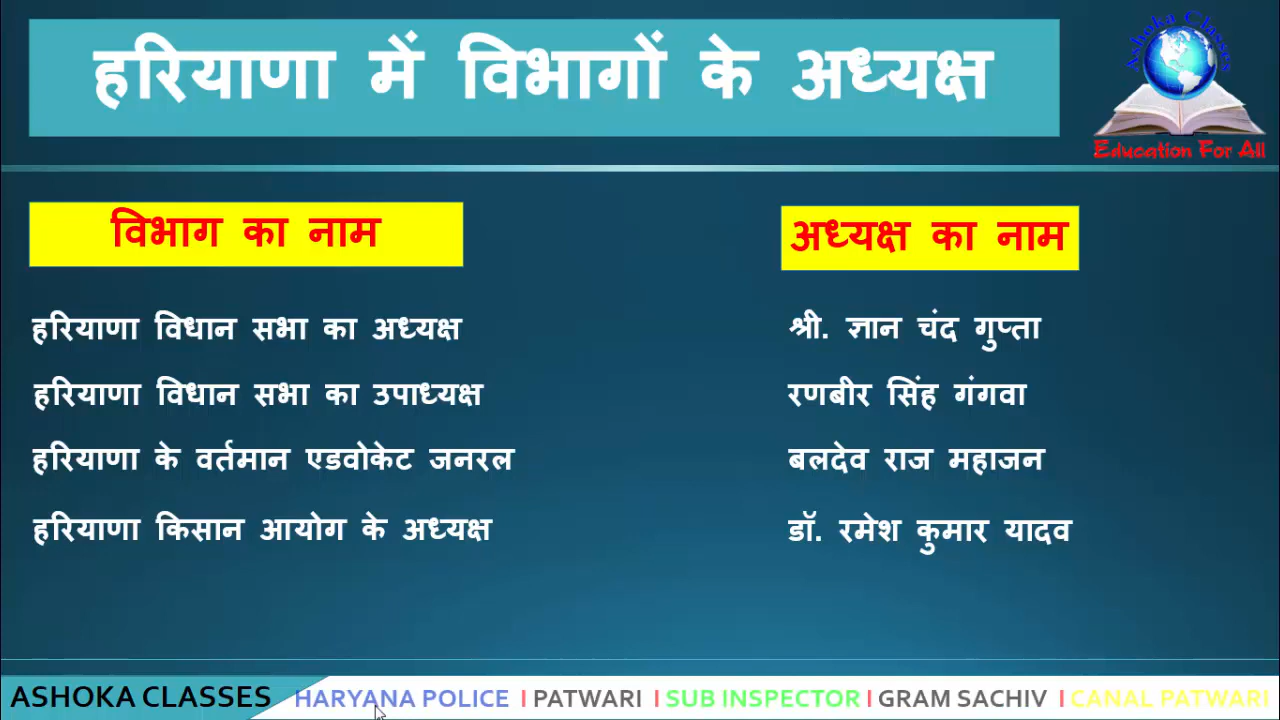 हरियाणा में विभागों के अध्यक्ष
Ashoka Classes
Education For All
विभाग का नाम
अध्यक्ष का नाम
हरियाणा विधान सभा का अध्यक्ष श्री. ज्ञान चंद गुप्ता
हरियाणा विधान सभा का उपाध्यक्ष रणबीर सिंह गंगवा
हरियाणा के वर्तमान एडवोकेट जनरल बलदेव राज महाजन
हरियाणा किसान आयोग के अध्यक्ष डॉ. रमेश कुमार यादव
ASHOKA CLASSES HARYANA POLICE I PATWARI I SUB INSPECTOR I GRAM SACHIV I CANAL PATWARI